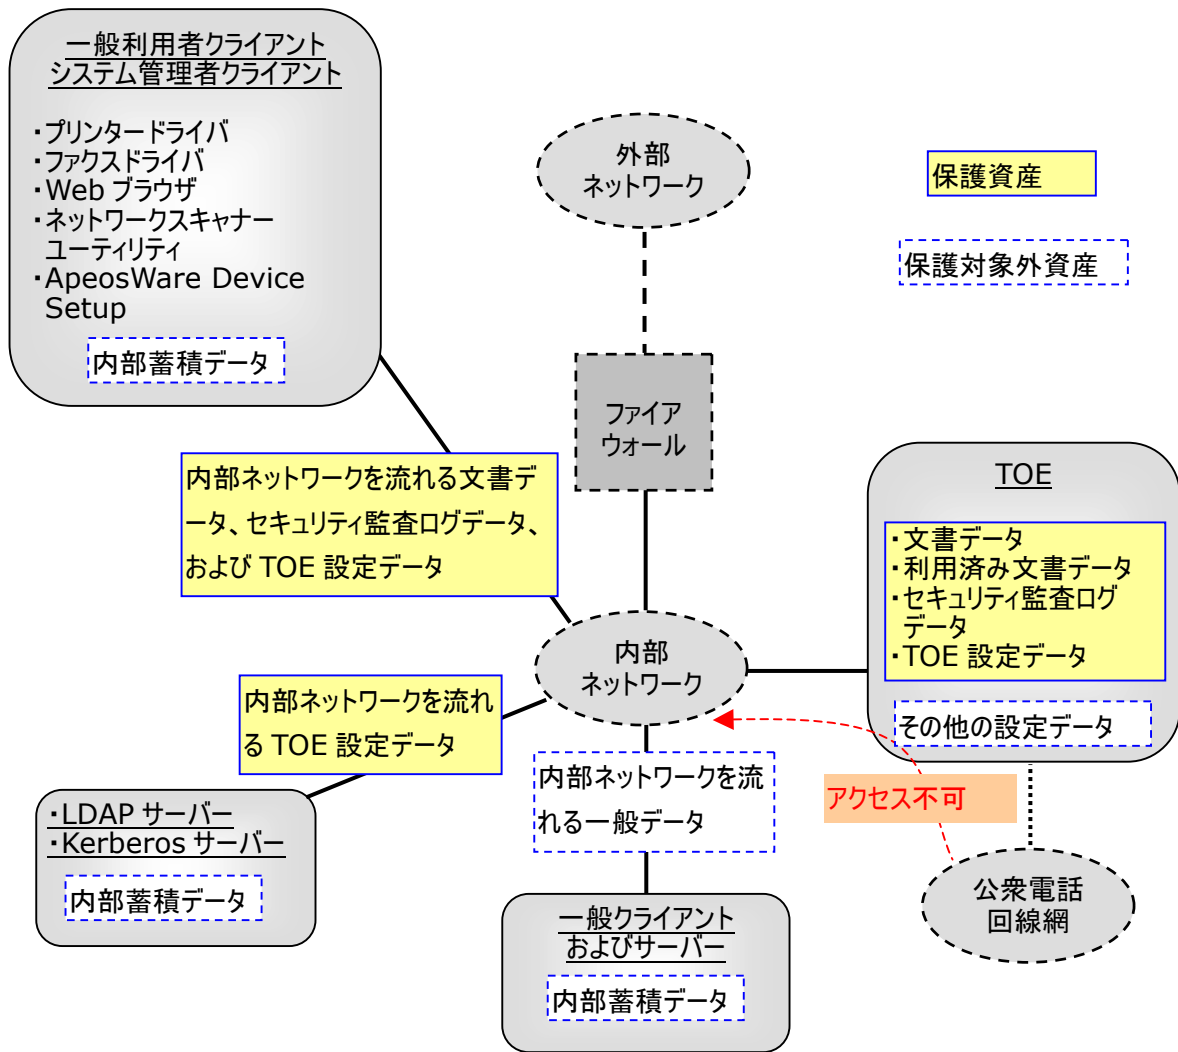 一般利用者クライアント
システム管理者クライアント
・プリンタードライバ
・ファクスドライバ
・Web ブラウザ
・ネットワークスキャナー
ユーティリティ
・ApeosWare Device
Setup
内部蓄積データ
外部
ネットワーク
保護資産
保護対象外資産
ファイア
ウォール
内部ネットワークを流れる文書デ
ータ、セキュリティ監査ログデータ、
および TOE 設定データ
TOE
・文書データ
・利用済み文書データ
・セキュリティ監査ログ
データ
・TOE 設定データ
その他の設定データ
内部
ネットワーク
内部ネットワークを流れ
る TOE 設定データ
内部ネットワークを流
れる一般データ
アクセス不可
・LDAP サーバー
・Kerberos サーバー
内部蓄積データ
公衆電話
回線網
一般クライアント
およびサーバー
内部蓄積データ